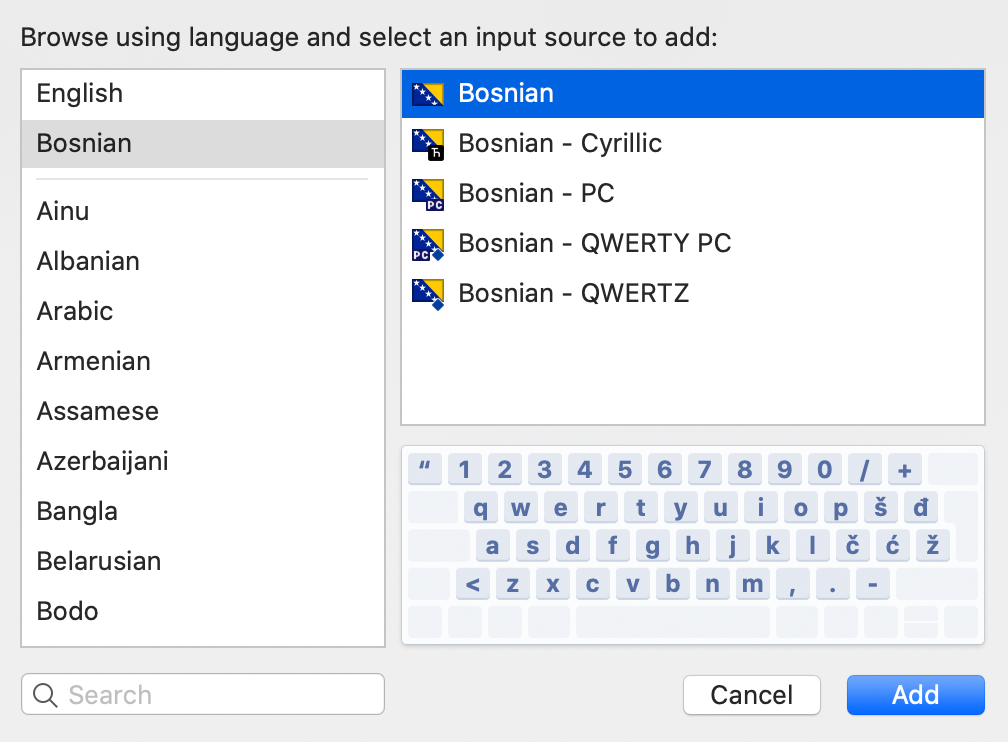 Browse using language and select an input source to add:
English
Bosnian
Ainu
Albanian
Arabic
Armenian
Assamese
Azerbaijani
Bangla
Belarusian
Bodo
Search
Bosnian
Ћ Bosnian - Cyrillic
PC Bosnian - PC
PC Bosnian - QWERTY PC
Bosnian - QWERTZ
“ 1 2 3 4 5 6 7 8 9 0 / +
q w e r t y u i o p š đ
a s d f g h j k l č ć ž
< z x c v b n m , . -
Cancel
Add